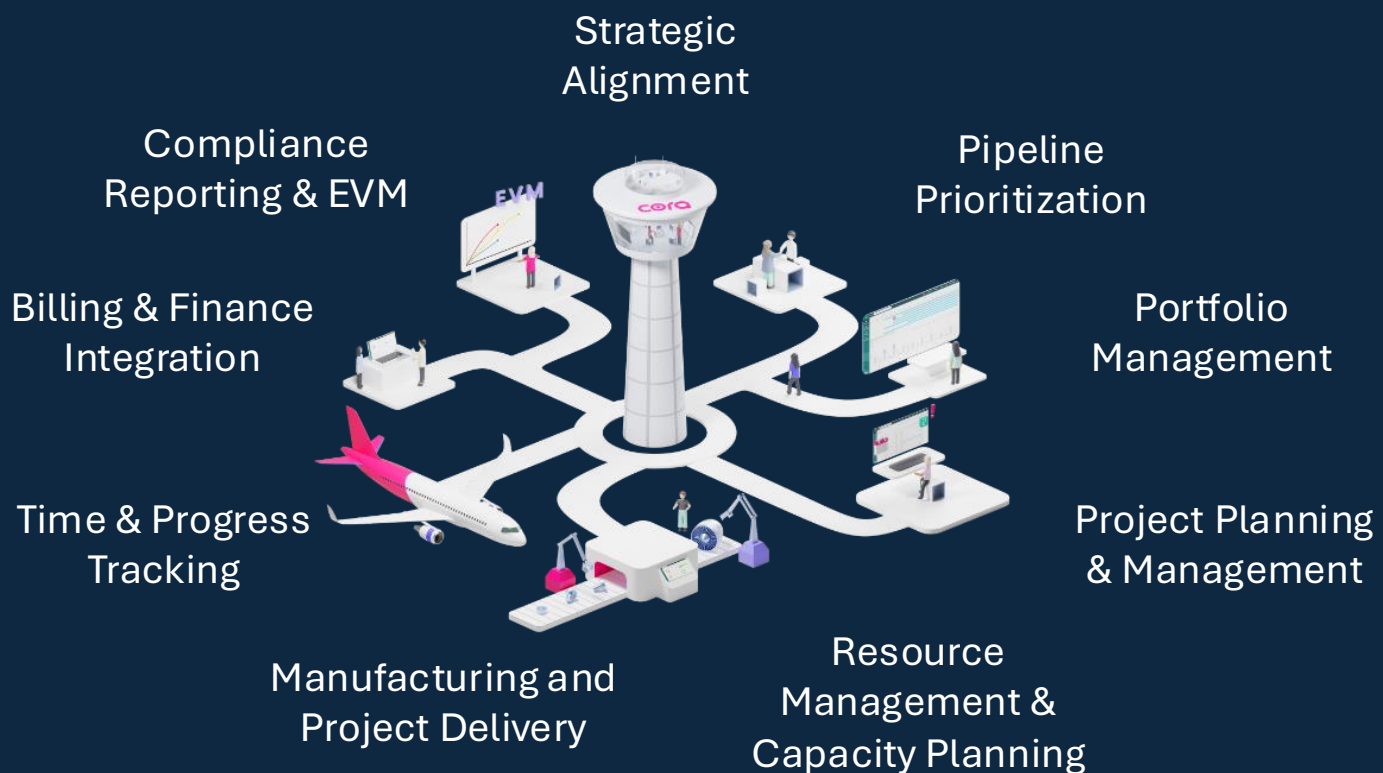 Strategic
Alignment
Compliance
Reporting & EVM
Pipeline
Prioritization
EVM
cora
Billing & Finance
Integration
Portfolio
Management
Time & Progress
Tracking
Project Planning
& Management
Manufacturing and
Project Delivery
Resource
Management &
Capacity Planning